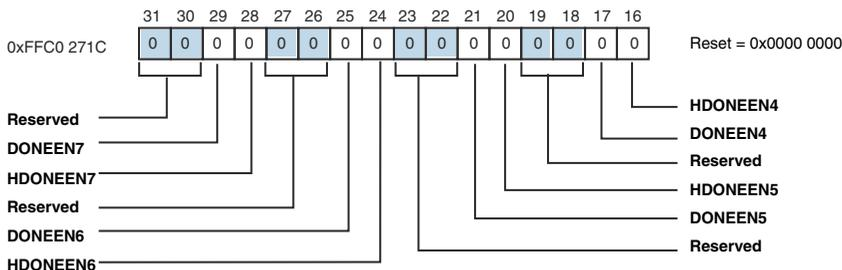 31 30 29 28 27 26 25 24 23 22 21 20 19 18 17 16
0xFFC0 271C 0 0 0 0 0 0 0 0 0 0 0 0 0 0 0 0 Reset = 0x0000 0000
Reserved
DONEEN7
HDONEEN7
Reserved
DONEEN6
HDONEEN6
HDONEEN4
DONEEN4
Reserved
HDONEEN5
DONEEN5
Reserved